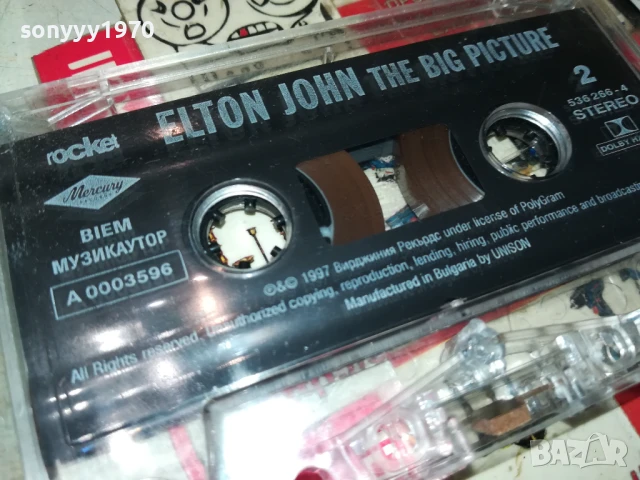 sonyyy1970
ELTON JOHN THE BIG PICTURE
rocket
2
536 266-4
STEREO
DOLBY
Mercury
RECORDS
BIEM
МУЗИКАУТОР
A 0003596
℗&© 1997 Вирджиния Рекърдс under license of PolyGram
All Rights reserved. Unauthorized copying, reproduction, lending, hiring, public performance and broadcas
Manufactured in Bulgaria by UNISON
BAZAR